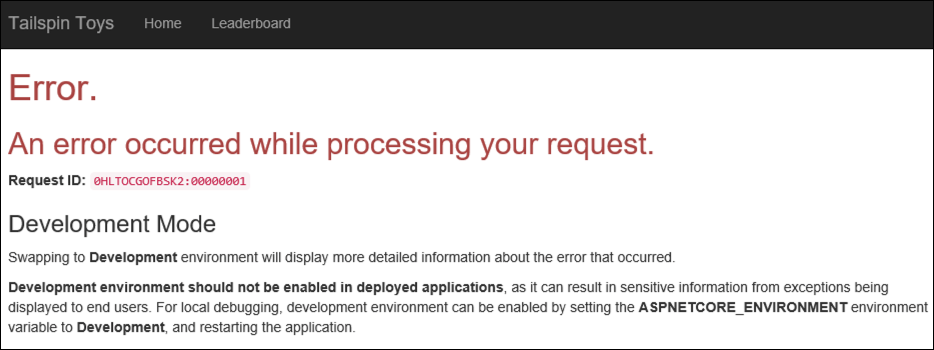 Tailspin Toys Home Leaderboard
Error.
An error occurred while processing your request.
Request ID: 0HLTOCGOFBSK2:00000001
Development Mode
Swapping to Development environment will display more detailed information about the error that occurred.
Development environment should not be enabled in deployed applications, as it can result in sensitive information from exceptions being
displayed to end users. For local debugging, development environment can be enabled by setting the ASPNETCORE_ENVIRONMENT environment
variable to Development, and restarting the application.